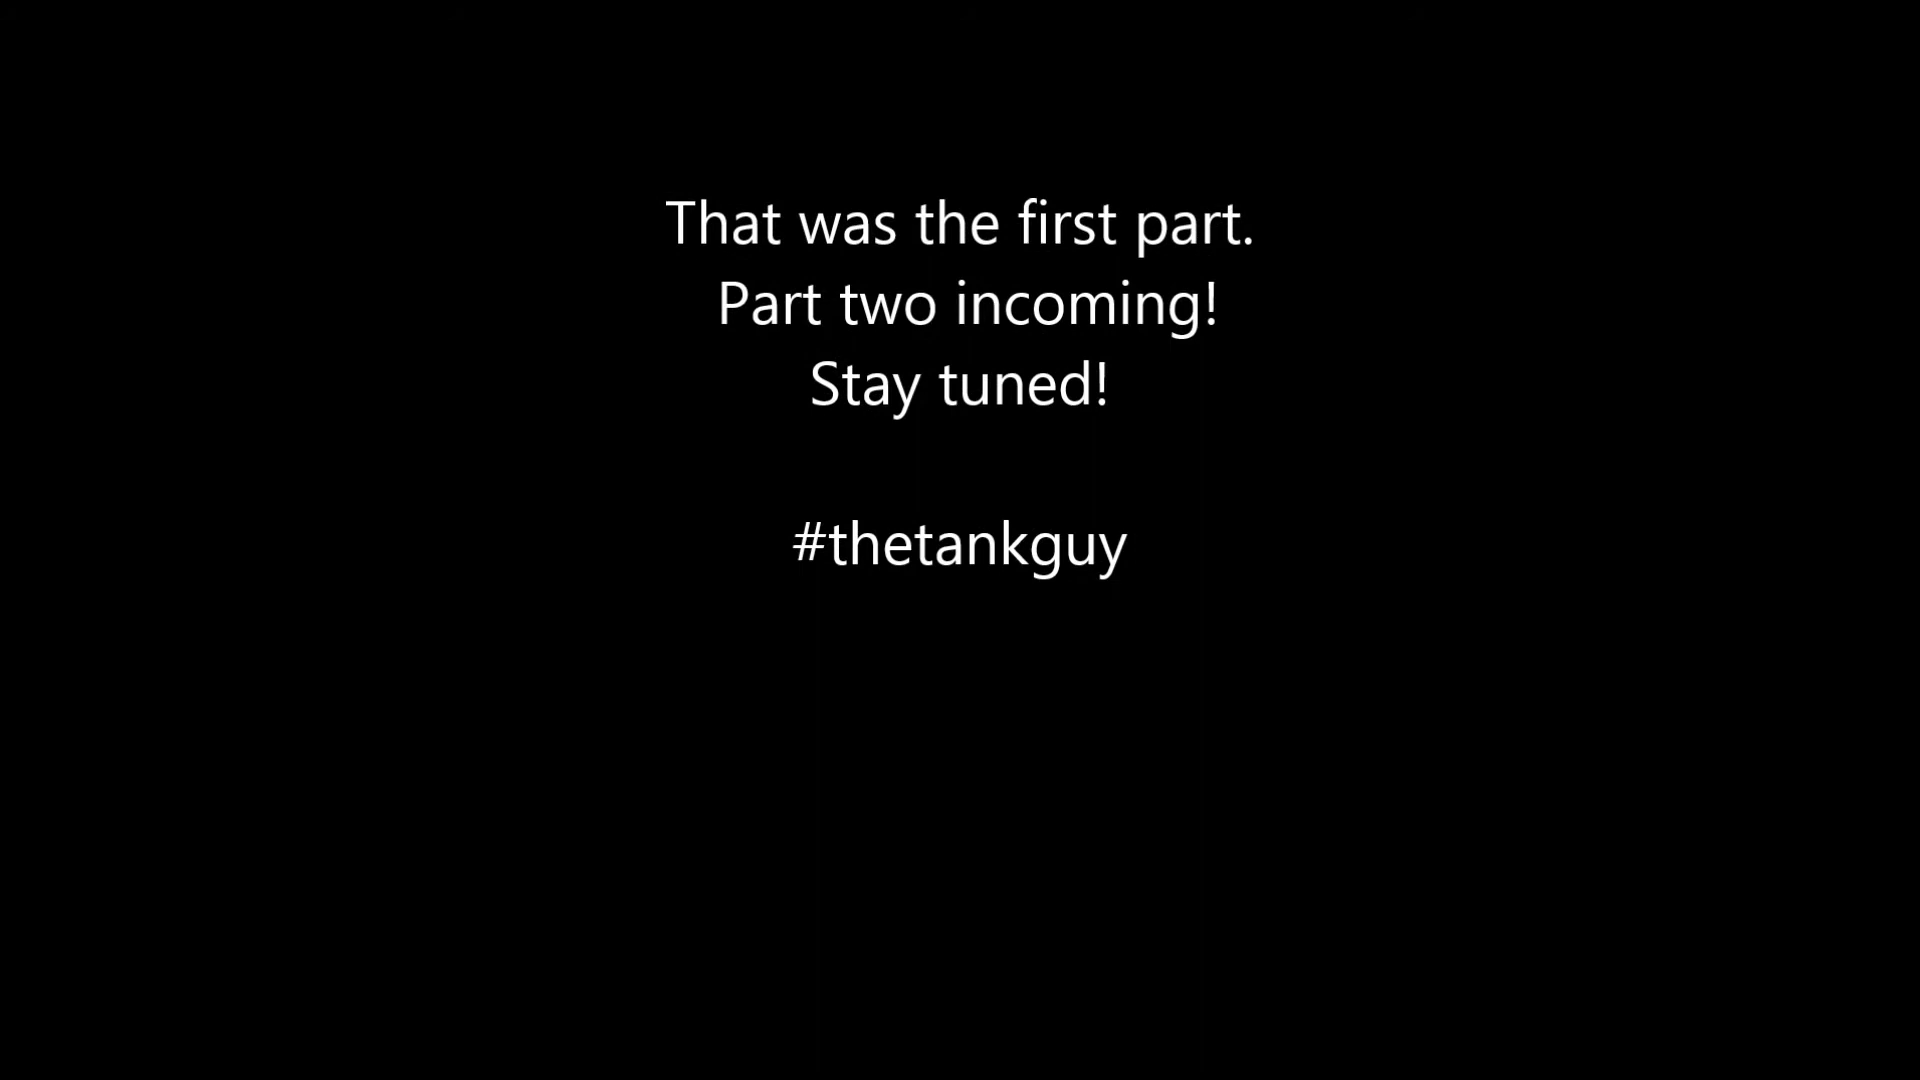 That was the first part.
Part two incoming!
Stay tuned!
#thetankguy